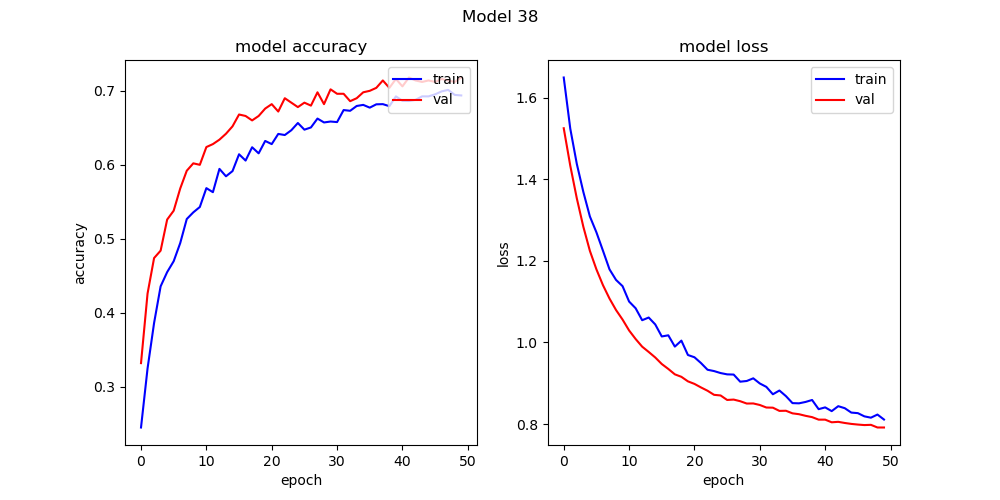 Model 38
model accuracy
0.7
0.6
0.5
0.4
0.3
accuracy
0 10 20 30 40 50
epoch
train
val
model loss
1.6
1.4
1.2
1.0
0.8
loss
0 10 20 30 40 50
epoch
train
val